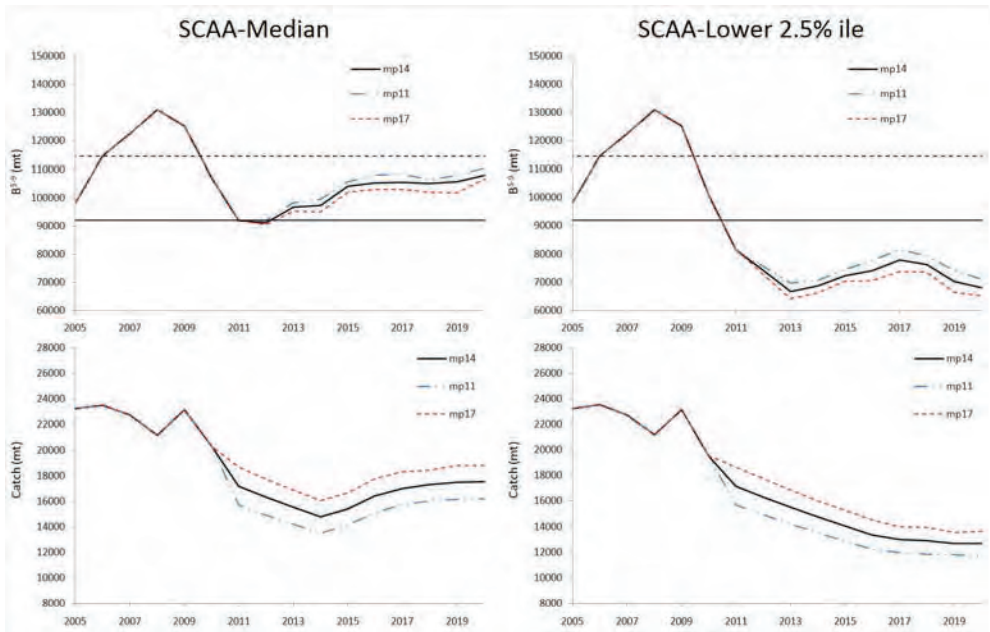 SCAA-Median
150000
140000
130000
120000
110000
100000
90000
80000
70000
60000
B5-9 (mt)
mp14
mp11
mp17
2005 2007 2009 2011 2013 2015 2017 2019
SCAA-Lower 2.5% ile
150000
140000
130000
120000
110000
100000
90000
80000
70000
60000
B5-9 (mt)
mp14
mp11
mp17
2005 2007 2009 2011 2013 2015 2017 2019
28000
26000
24000
22000
20000
18000
16000
14000
12000
10000
8000
Catch (mt)
mp14
mp11
mp17
2005 2007 2009 2011 2013 2015 2017 2019
28000
26000
24000
22000
20000
18000
16000
14000
12000
10000
8000
Catch (mt)
mp14
mp11
mp17
2005 2007 2009 2011 2013 2015 2017 2019